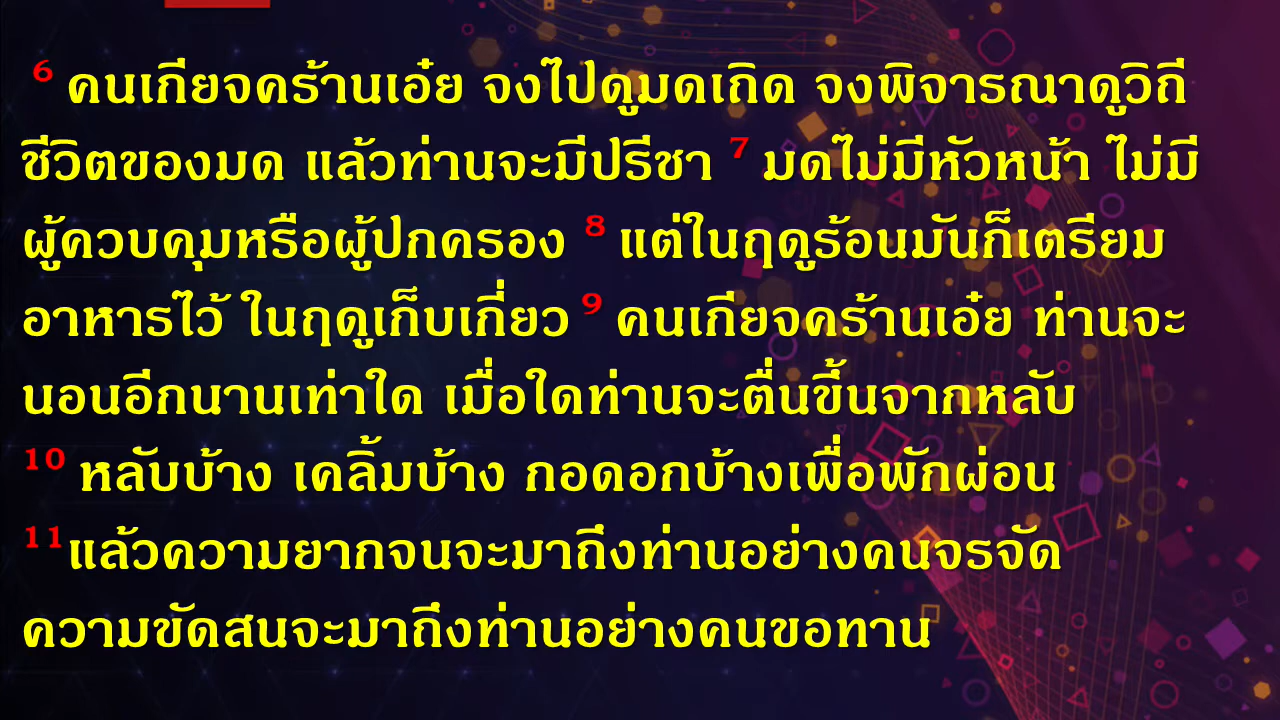 6 คนเกียจคร้านเอ๋ย จงไปดูมดเถิด จงพิจารณาดูวิถี
ชีวิตของมด แล้วท่านจะมีปรีชา 7 มดไม่มีหัวหน้า ไม่มี
ผู้ควบคุมหรือผู้ปกครอง 8 แต่ในฤดูร้อนมันก็เตรียม
อาหารไว้ ในฤดูเก็บเกี่ยว 9 คนเกียจคร้านเอ๋ย ท่านจะ
นอนอีกนานเท่าใด เมื่อใดท่านจะตื่นขึ้นจากหลับ
10 หลับบ้าง เคลิ้มบ้าง กอดอกบ้างเพื่อพักผ่อน
11แล้วความยากจนจะมาถึงท่านอย่างคนจรจัด
ความขัดสนจะมาถึงท่านอย่างคนขอทาน